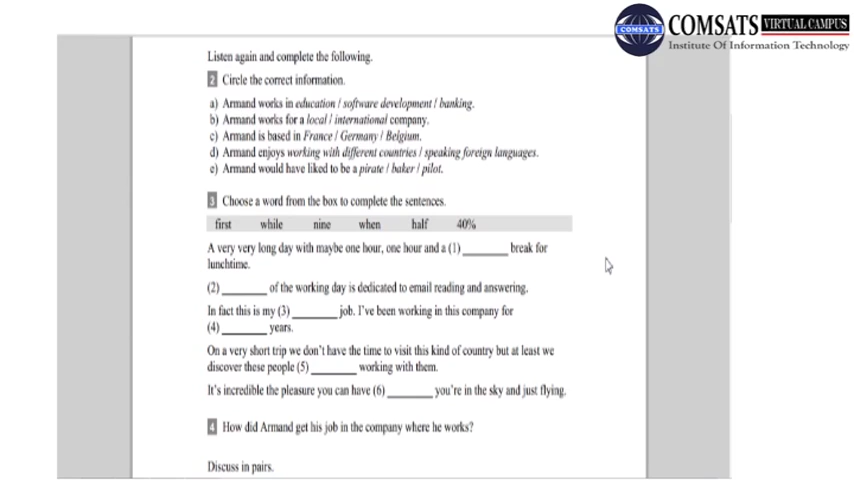 COMSATS VIRTUAL CAMPUS
COMSATS
Institute Of Information Technology
Listen again and complete the following.
2 Circle the correct information.
a) Armand works in education / software development / banking.
b) Armand works for a local / international company.
c) Armand is based in France / Germany / Belgium.
d) Armand enjoys working with different countries / speaking foreign languages.
e) Armand would have liked to be a pirate / baker / pilot.
3 Choose a word from the box to complete the sentences.
first while nine when half 40%
A very very long day with maybe one hour, one hour and a (1) ________ break for
lunchtime.
(2) ________ of the working day is dedicated to email reading and answering.
In fact this is my (3) ________ job. I've been working in this company for
(4) ________ years.
On a very short trip we don't have the time to visit this kind of country but at least we
discover these people (5) ________ working with them.
It's incredible the pleasure you can have (6) ________ you're in the sky and just flying.
4 How did Armand get his job in the company where he works?
Discuss in pairs.